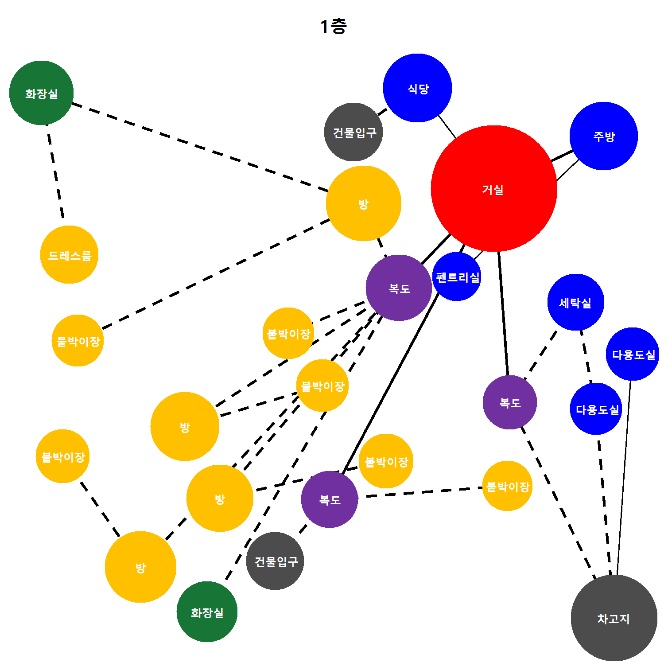 1층
식당
화장실
건물입구
주방
거실
방
드레스룸
팬트리실
복도
세탁실
붙박이장
붙박이장
다용도실
붙박이장
복도
다용도실
방
붙박이장
붙박이장
붙박이장
방
복도
건물입구
방
화장실
차고지